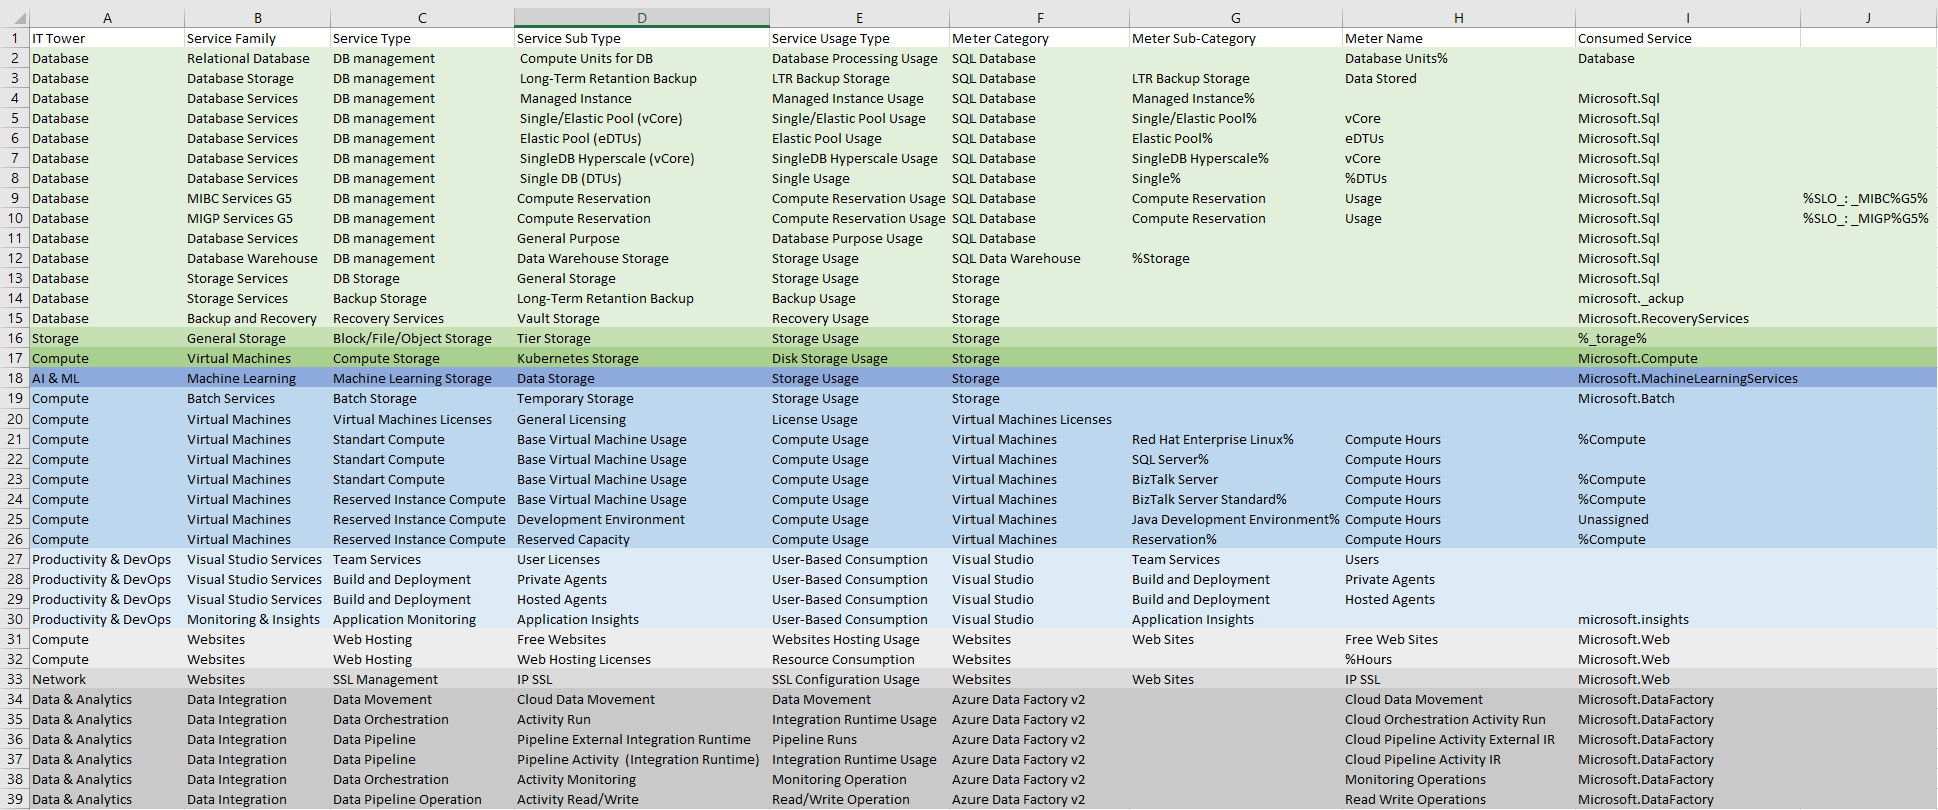 A B C D E F G H I J
1 IT Tower Service Family Service Type Service Sub Type Service Usage Type Meter Category Meter Sub-Category Meter Name Consumed Service
2 Database Relational Database DB management Compute Units for DB Database Processing Usage SQL Database Database Units% Database
3 Database Database Storage DB management Long-Term Retantion Backup LTR Backup Storage SQL Database LTR Backup Storage Data Stored
4 Database Database Services DB management Managed Instance Managed Instance Usage SQL Database Managed Instance% Microsoft.Sql
5 Database Database Services DB management Single/Elastic Pool (vCore) Single/Elastic Pool Usage SQL Database Single/Elastic Pool% vCore Microsoft.Sql
6 Database Database Services DB management Elastic Pool (eDTUs) Elastic Pool Usage SQL Database Elastic Pool% eDTUs Microsoft.Sql
7 Database Database Services DB management SingleDB Hyperscale (vCore) SingleDB Hyperscale Usage SQL Database SingleDB Hyperscale% vCore Microsoft.Sql
8 Database Database Services DB management Single DB (DTUs) Single Usage SQL Database Single% %DTUs Microsoft.Sql
9 Database MIBC Services G5 DB management Compute Reservation Compute Reservation Usage SQL Database Compute Reservation Usage Microsoft.Sql %SLO_: _MIBC%G5%
10 Database MIGP Services G5 DB management Compute Reservation Compute Reservation Usage SQL Database Compute Reservation Usage Microsoft.Sql %SLO_: _MIGP%G5%
11 Database Database Services DB management General Purpose Database Purpose Usage SQL Database Microsoft.Sql
12 Database Database Warehouse DB management Data Warehouse Storage Storage Usage SQL Data Warehouse %Storage Microsoft.Sql
13 Database Storage Services DB Storage General Storage Storage Usage Storage Microsoft.Sql
14 Database Storage Services Backup Storage Long-Term Retantion Backup Backup Usage Storage microsoft._ackup
15 Database Backup and Recovery Recovery Services Vault Storage Recovery Usage Storage Microsoft.RecoveryServices
16 Storage General Storage Block/File/Object Storage Tier Storage Storage Usage Storage %_torage%
17 Compute Virtual Machines Compute Storage Kubernetes Storage Disk Storage Usage Storage Microsoft.Compute
18 AI & ML Machine Learning Machine Learning Storage Data Storage Storage Usage Storage Microsoft.MachineLearningServices
19 Compute Batch Services Batch Storage Temporary Storage Storage Usage Storage Microsoft.Batch
20 Compute Virtual Machines Virtual Machines Licenses General Licensing License Usage Virtual Machines Licenses
21 Compute Virtual Machines Standart Compute Base Virtual Machine Usage Compute Usage Virtual Machines Red Hat Enterprise Linux% Compute Hours %Compute
22 Compute Virtual Machines Standart Compute Base Virtual Machine Usage Compute Usage Virtual Machines SQL Server% Compute Hours
23 Compute Virtual Machines Standart Compute Base Virtual Machine Usage Compute Usage Virtual Machines BizTalk Server Compute Hours %Compute
24 Compute Virtual Machines Reserved Instance Compute Base Virtual Machine Usage Compute Usage Virtual Machines BizTalk Server Standard% Compute Hours %Compute
25 Compute Virtual Machines Reserved Instance Compute Development Environment Compute Usage Virtual Machines Java Development Environment% Compute Hours Unassigned
26 Compute Virtual Machines Reserved Instance Compute Reserved Capacity Compute Usage Virtual Machines Reservation% Compute Hours %Compute
27 Productivity & DevOps Visual Studio Services Team Services User Licenses User-Based Consumption Visual Studio Team Services Users
28 Productivity & DevOps Visual Studio Services Build and Deployment Private Agents User-Based Consumption Visual Studio Build and Deployment Private Agents
29 Productivity & DevOps Visual Studio Services Build and Deployment Hosted Agents User-Based Consumption Visual Studio Build and Deployment Hosted Agents
30 Productivity & DevOps Monitoring & Insights Application Monitoring Application Insights User-Based Consumption Visual Studio Application Insights microsoft.insights
31 Compute Websites Web Hosting Free Websites Websites Hosting Usage Websites Web Sites Free Web Sites Microsoft.Web
32 Compute Websites Web Hosting Web Hosting Licenses Resource Consumption Websites %Hours Microsoft.Web
33 Network Websites SSL Management IP SSL SSL Configuration Usage Websites Web Sites IP SSL Microsoft.Web
34 Data & Analytics Data Integration Data Movement Cloud Data Movement Data Movement Azure Data Factory v2 Cloud Data Movement Microsoft.DataFactory
35 Data & Analytics Data Integration Data Orchestration Activity Run Integration Runtime Usage Azure Data Factory v2 Cloud Orchestration Activity Run Microsoft.DataFactory
36 Data & Analytics Data Integration Data Pipeline Pipeline External Integration Runtime Pipeline Runs Azure Data Factory v2 Cloud Pipeline Activity External IR Microsoft.DataFactory
37 Data & Analytics Data Integration Data Pipeline Pipeline Activity (Integration Runtime) Integration Runtime Usage Azure Data Factory v2 Cloud Pipeline Activity IR Microsoft.DataFactory
38 Data & Analytics Data Integration Data Orchestration Activity Monitoring Monitoring Operation Azure Data Factory v2 Monitoring Operations Microsoft.DataFactory
39 Data & Analytics Data Integration Data Pipeline Operation Activity Read/Write Read/Write Operation Azure Data Factory v2 Read Write Operations Microsoft.DataFactory